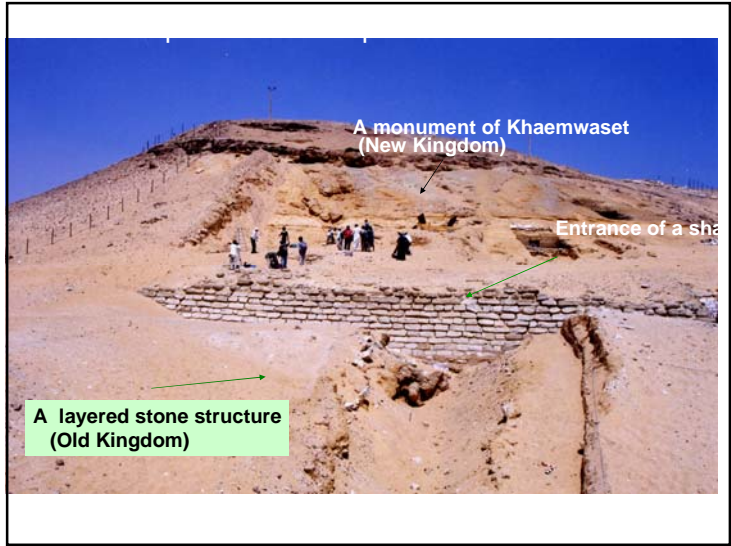 A monument of Khaemwaset
(New Kingdom)
Entrance of a sha
A layered stone structure
(Old Kingdom)